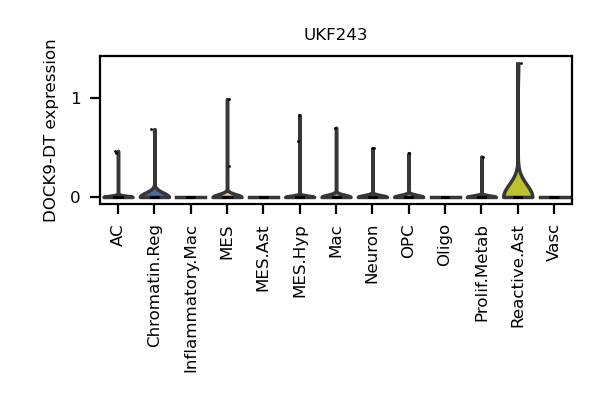 UKF243
DOCK9-DT expression
1
0
AC
Chromatin.Reg
Inflammatory.Mac
MES
MES.Ast
MES.Hyp
Mac
Neuron
OPC
Oligo
Prolif.Metab
Reactive.Ast
Vasc